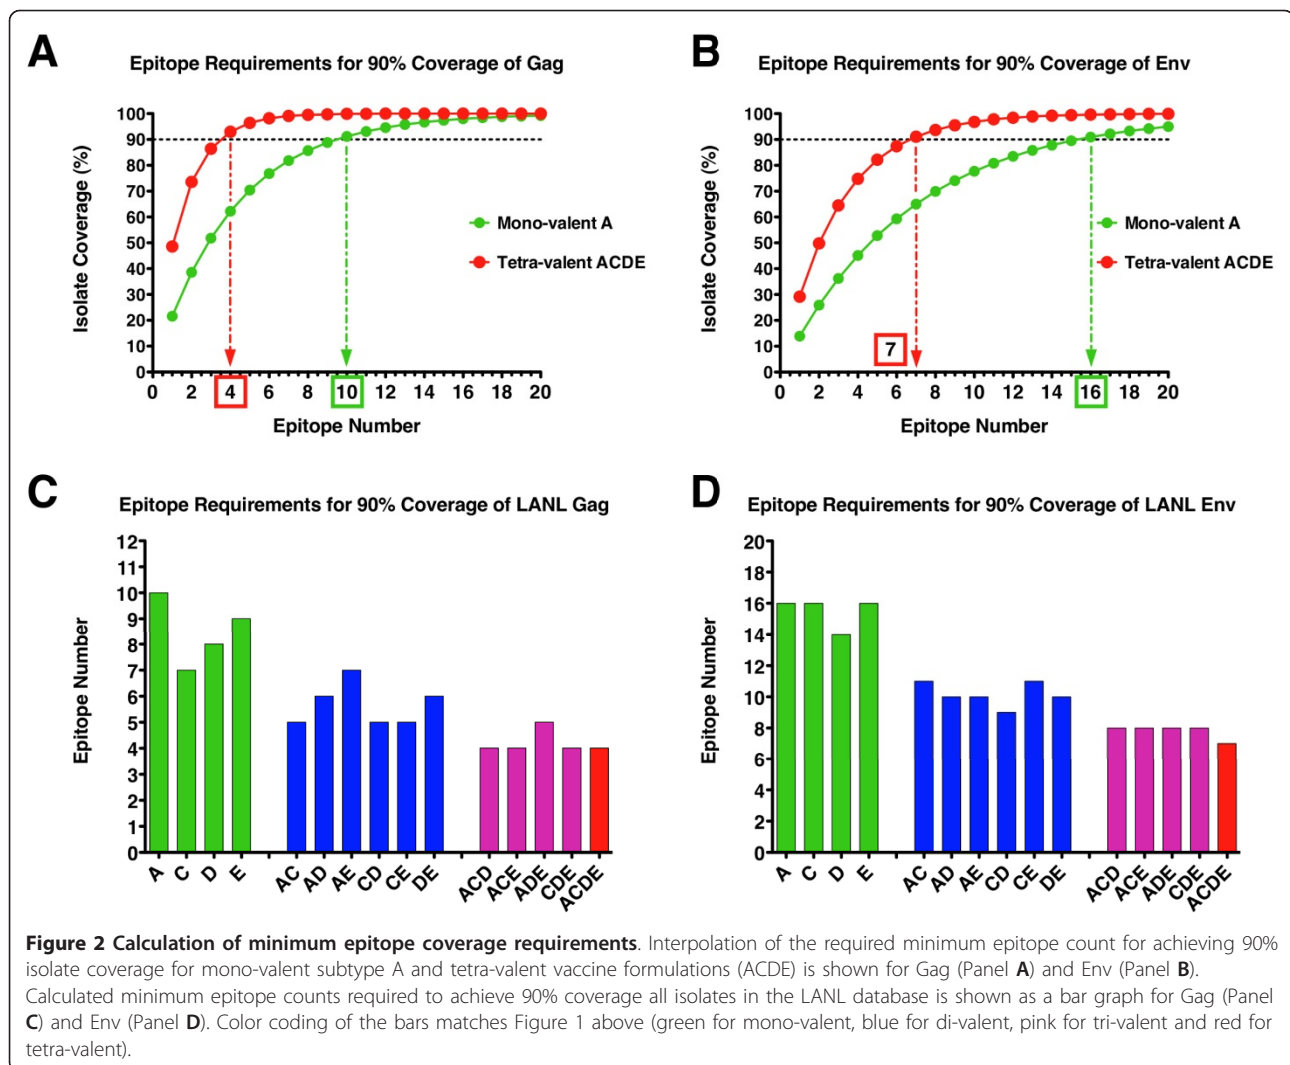 A
Epitope Requirements for 90% Coverage of Gag
Isolate Coverage (%)
100
90
80
70
60
50
40
30
20
10
0
0 2 4 6 8 10 12 14 16 18 20
Epitope Number
Mono-valent A
Tetra-valent ACDE
B
Epitope Requirements for 90% Coverage of Env
Isolate Coverage (%)
100
90
80
70
60
50
40
30
20
10
0
7
0 2 4 6 8 10 12 14 16 18 20
Epitope Number
Mono-valent A
Tetra-valent ACDE
C
Epitope Requirements for 90% Coverage of LANL Gag
Epitope Number
12
11
10
9
8
7
6
5
4
3
2
1
0
A C D E AC AD AE CD CE DE ACD ACE ADE CDE ACDE
D
Epitope Requirements for 90% Coverage of LANL Env
Epitope Number
20
18
16
14
12
10
8
6
4
2
0
A C D E AC AD AE CD CE DE ACD ACE ADE CDE ACDE
Figure 2 Calculation of minimum epitope coverage requirements. Interpolation of the required minimum epitope count for achieving 90%
isolate coverage for mono-valent subtype A and tetra-valent vaccine formulations (ACDE) is shown for Gag (Panel A) and Env (Panel B).
Calculated minimum epitope counts required to achieve 90% coverage all isolates in the LANL database is shown as a bar graph for Gag (Panel
C) and Env (Panel D). Color coding of the bars matches Figure 1 above (green for mono-valent, blue for di-valent, pink for tri-valent and red for
tetra-valent).